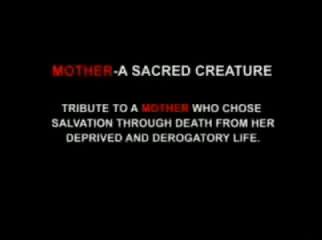 MOTHER-A SACRED CREATURE
TRIBUTE TO A MOTHER WHO CHOSE
SALVATION THROUGH DEATH FROM HER
DEPRIVED AND DEROGATORY LIFE.